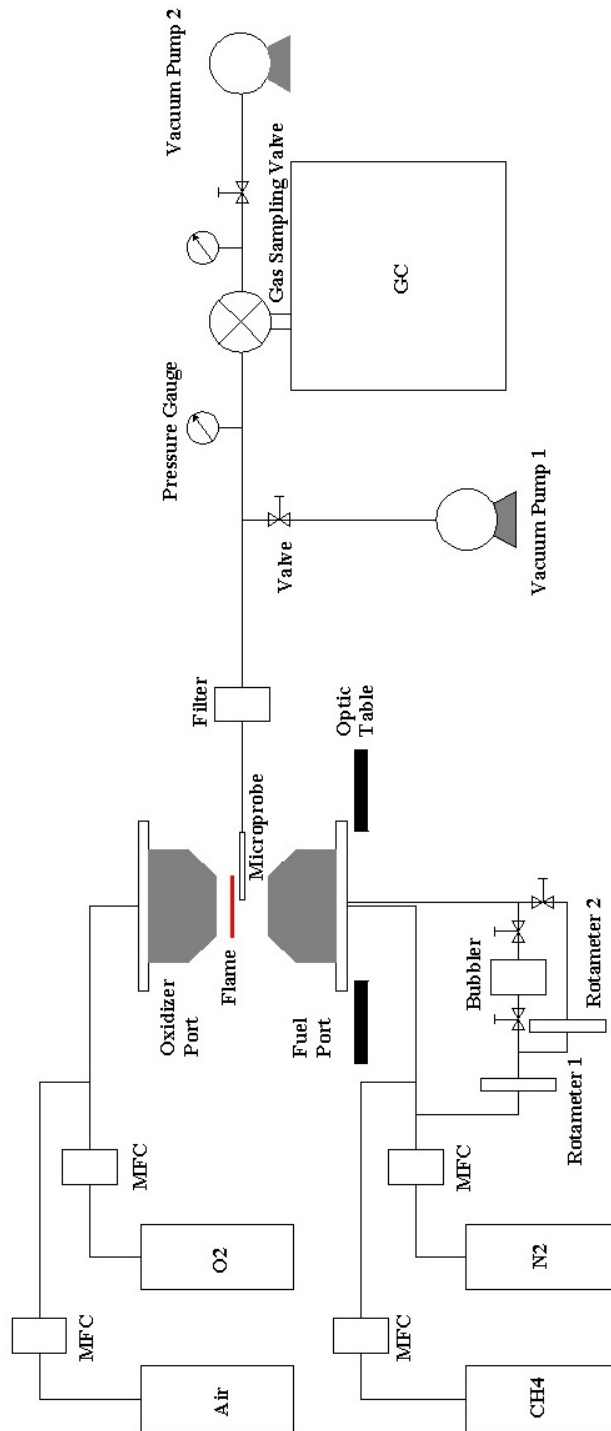 Air
MFC
O2
MFC
CH4
MFC
N2
MFC
Oxidizer
Port
Flame
Fuel
Port
Microprobe
Optic
Table
Rotameter 1
Bubbler
Rotameter 2
Filter
Valve
Vacuum Pump 1
Pressure Gauge
Gas Sampling Valve
GC
Vacuum Pump 2